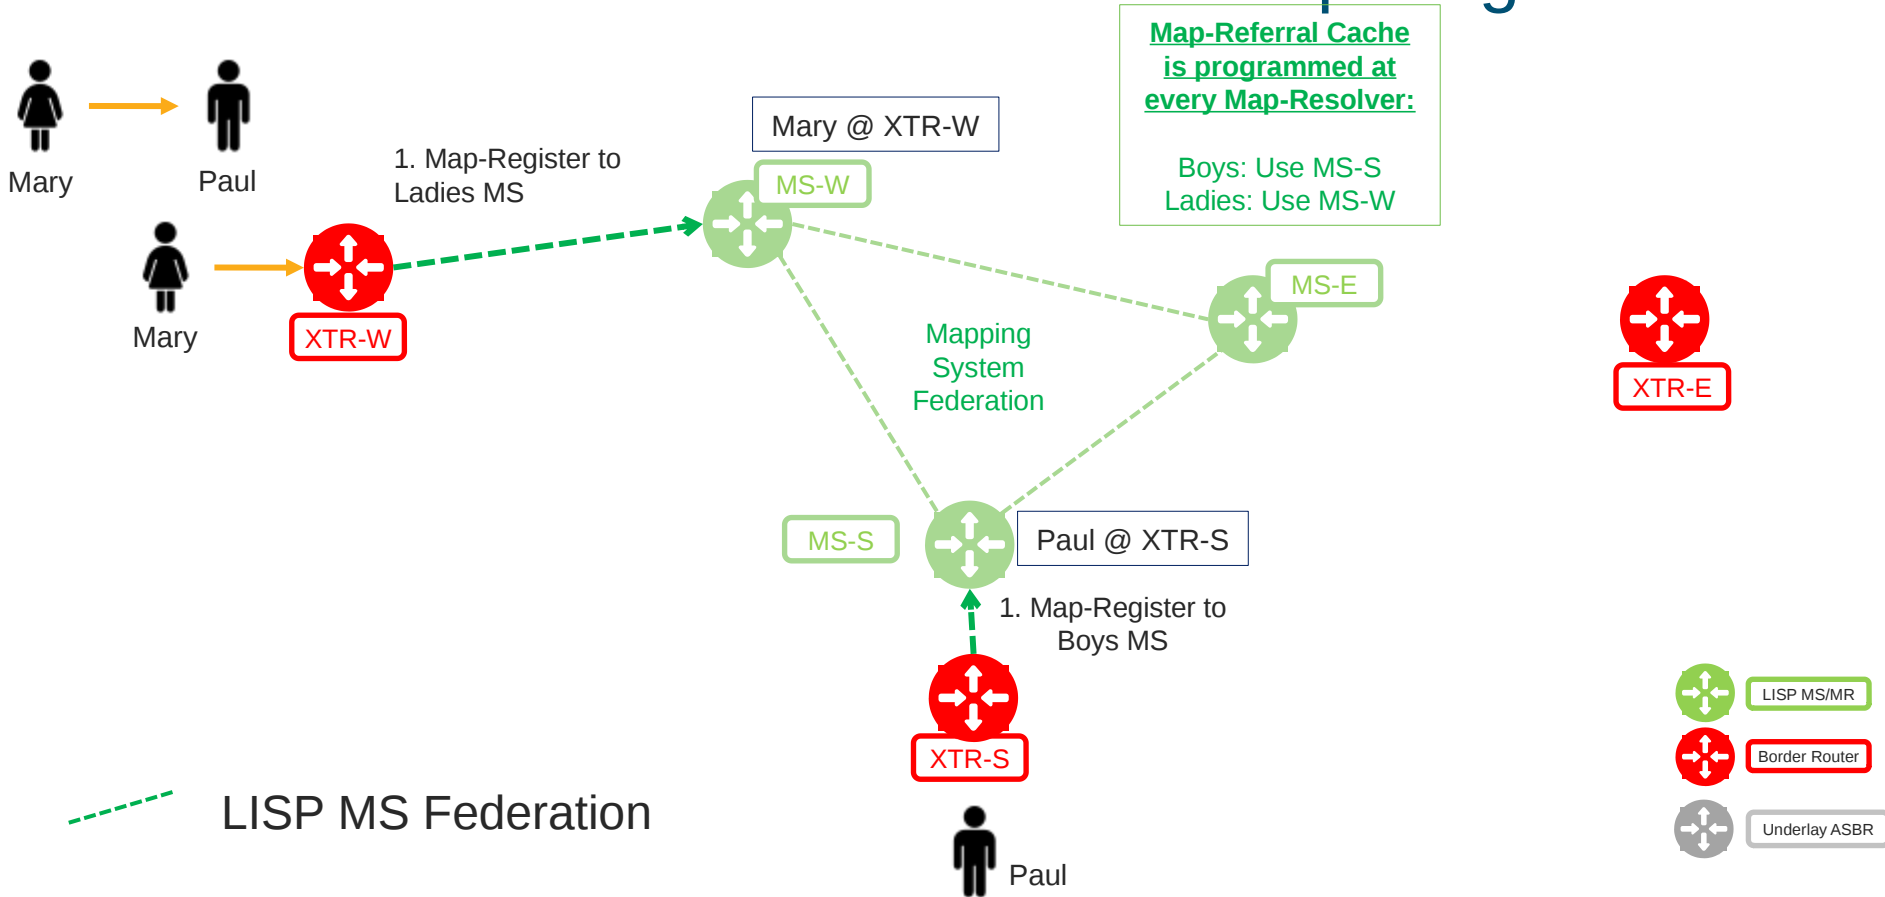 Map-Referral Cache
is programmed at
every Map-Resolver:
Boys: Use MS-S
Ladies: Use MS-W
Mary
Paul
1. Map-Register to
Ladies MS
Mary @ XTR-W
MS-W
MS-E
Mary
XTR-W
Mapping
System
Federation
XTR-E
MS-S
Paul @ XTR-S
1. Map-Register to
Boys MS
XTR-S
LISP MS/MR
Border Router
Underlay ASBR
LISP MS Federation
Paul